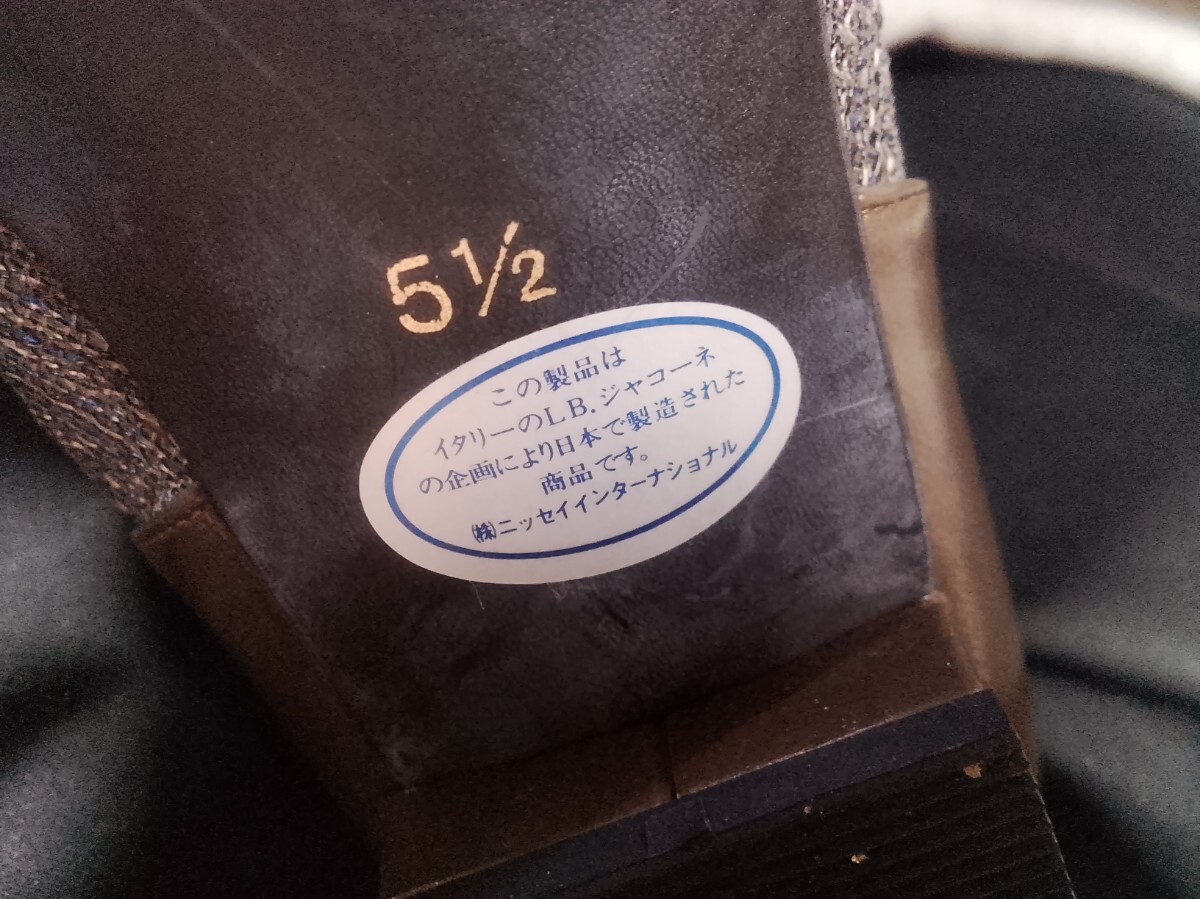 5½
この製品は
イタリーのLB.ジャコーネ
の企画により日本で製造された
商品です。
㈱ニッセイインターナショナル